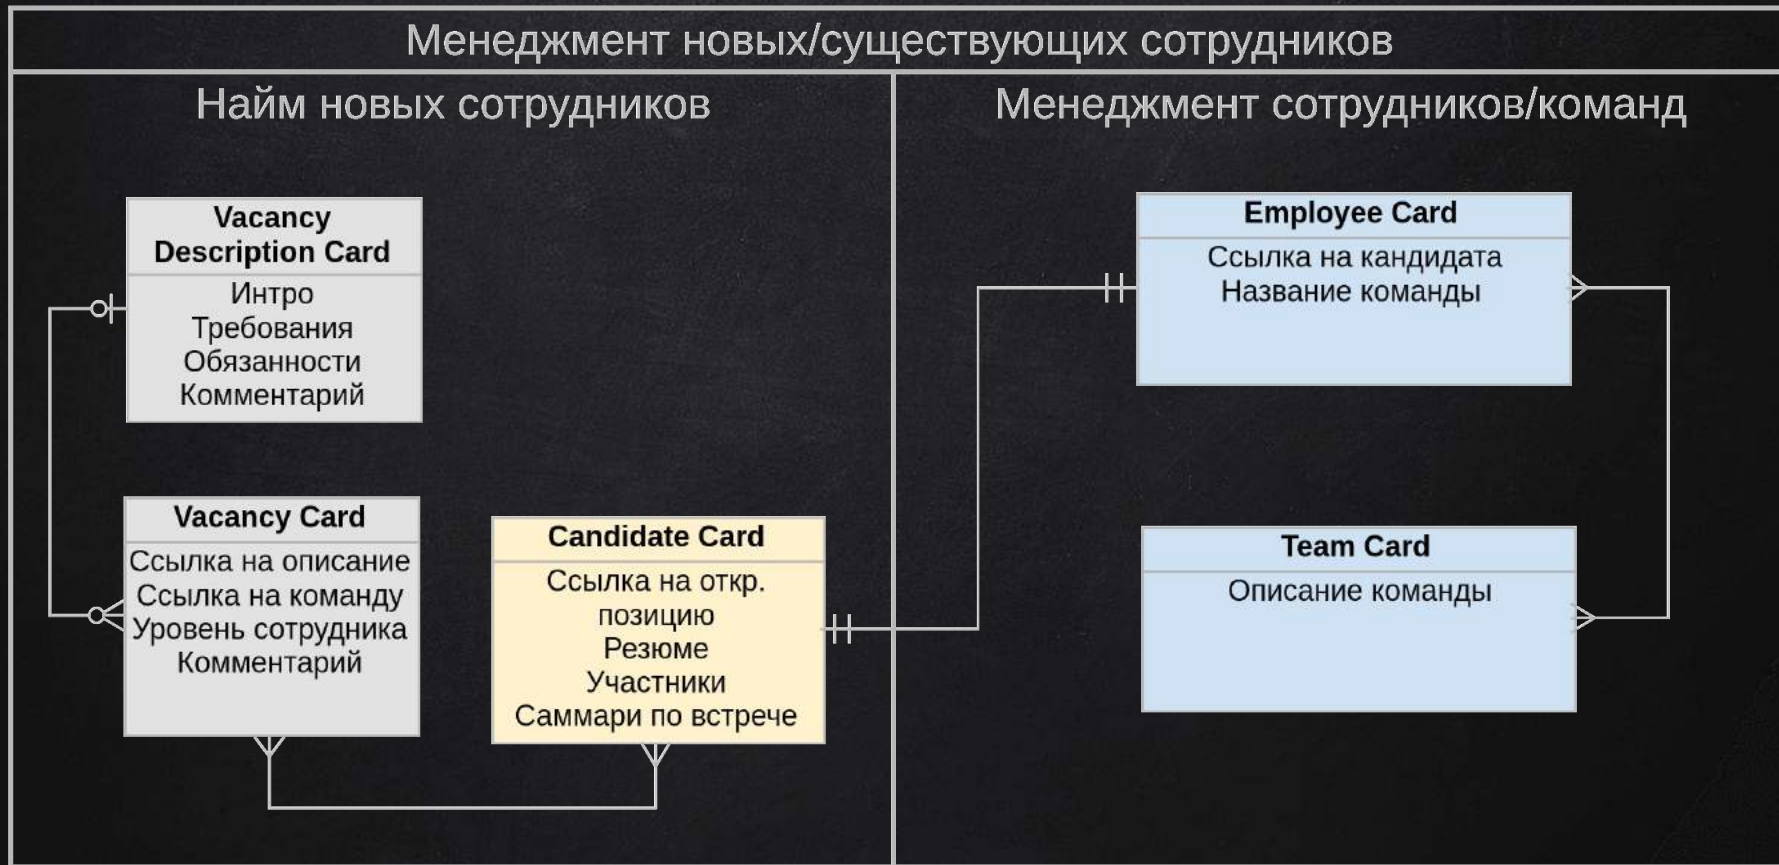 Менеджмент новых/существующих сотрудников
Найм новых сотрудников
Менеджмент сотрудников/команд
Vacancy
Description Card
Интро
Требования
Обязанности
Комментарий
Vacancy Card
Ссылка на описание
Ссылка на команду
Уровень сотрудника
Комментарий
Candidate Card
Ссылка на откр.
позицию
Резюме
Участники
Саммари по встрече
Employee Card
Ссылка на кандидата
Название команды
Team Card
Описание команды